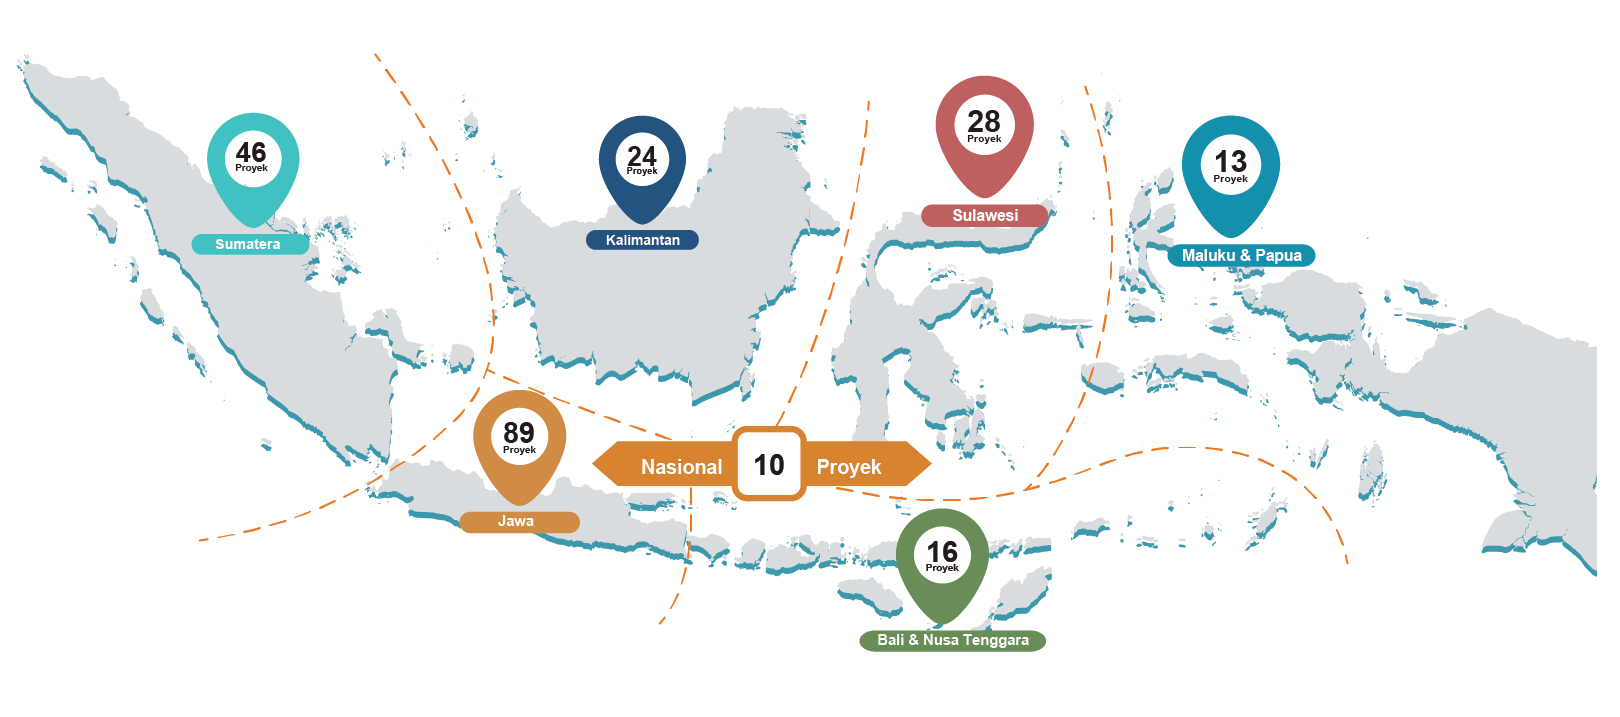 46
Proyek
Sumatera
24
Proyek
Kalimantan
28
Proyek
Sulawesi
13
Proyek
Maluku & Papua
89
Proyek
Jawa
Nasional 10 Proyek
16
Proyek
Bali & Nusa Tenggara